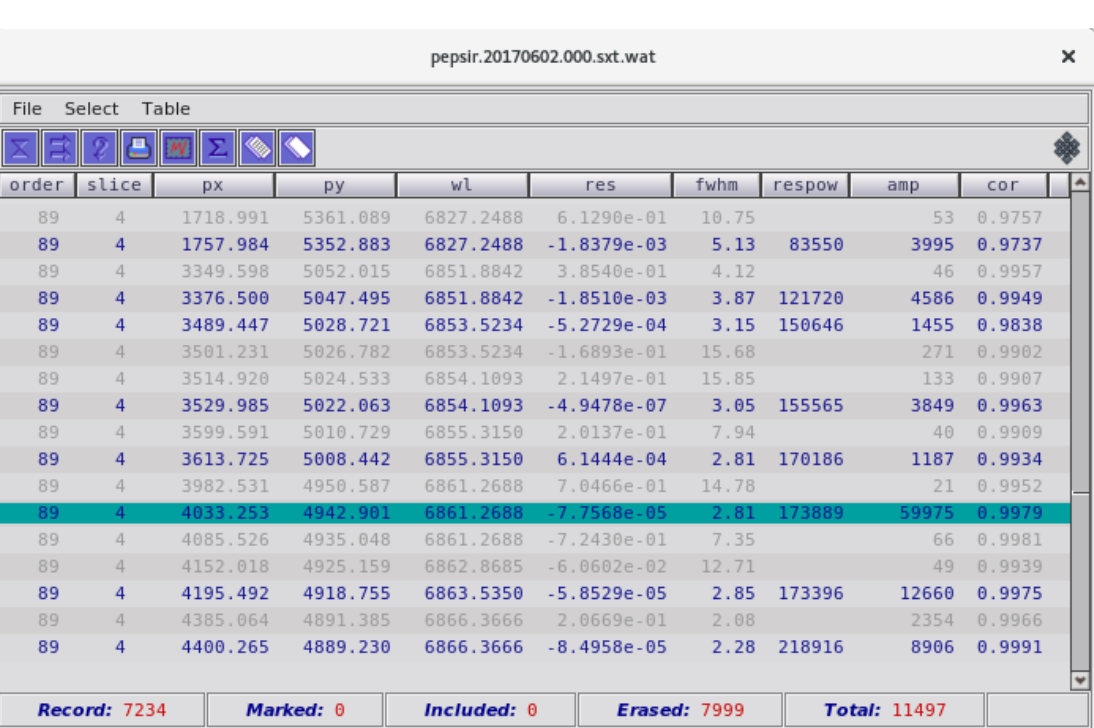 pepsir.20170602.000.sxt.wat
File Select Table
order slice px py wl res fwhm respow amp cor
89 4 1718.991 5361.089 6827.2488 6.1290e-01 10.75 53 0.9757
89 4 1757.984 5352.883 6827.2488 -1.8379e-03 5.13 83550 3995 0.9737
89 4 3349.598 5052.015 6851.8842 3.8540e-01 4.12 46 0.9957
89 4 3376.500 5047.495 6851.8842 -1.8510e-03 3.87 121720 4586 0.9949
89 4 3489.447 5028.721 6853.5234 -5.2729e-04 3.15 150646 1455 0.9838
89 4 3501.231 5026.782 6853.5234 -1.6893e-01 15.68 271 0.9902
89 4 3514.920 5024.533 6854.1093 2.1497e-01 15.85 133 0.9907
89 4 3529.985 5022.063 6854.1093 -4.9478e-07 3.05 155565 3849 0.9963
89 4 3599.591 5010.729 6855.3150 2.0137e-01 7.94 40 0.9909
89 4 3613.725 5008.442 6855.3150 6.1444e-04 2.81 170186 1187 0.9934
89 4 3982.531 4950.587 6861.2688 7.0466e-01 14.78 21 0.9952
89 4 4033.253 4942.901 6861.2688 -7.7568e-05 2.81 173889 59975 0.9979
89 4 4085.526 4935.048 6861.2688 -7.2430e-01 7.35 66 0.9981
89 4 4152.018 4925.159 6862.8685 -6.0602e-02 12.71 49 0.9939
89 4 4195.492 4918.755 6863.5350 -5.8529e-05 2.85 173396 12660 0.9975
89 4 4385.064 4891.385 6866.3666 2.0669e-01 2.08 2354 0.9966
89 4 4400.265 4889.230 6866.3666 -8.4958e-05 2.28 218916 8906 0.9991
Record: 7234 Marked: 0 Included: 0 Erased: 7999 Total: 11497